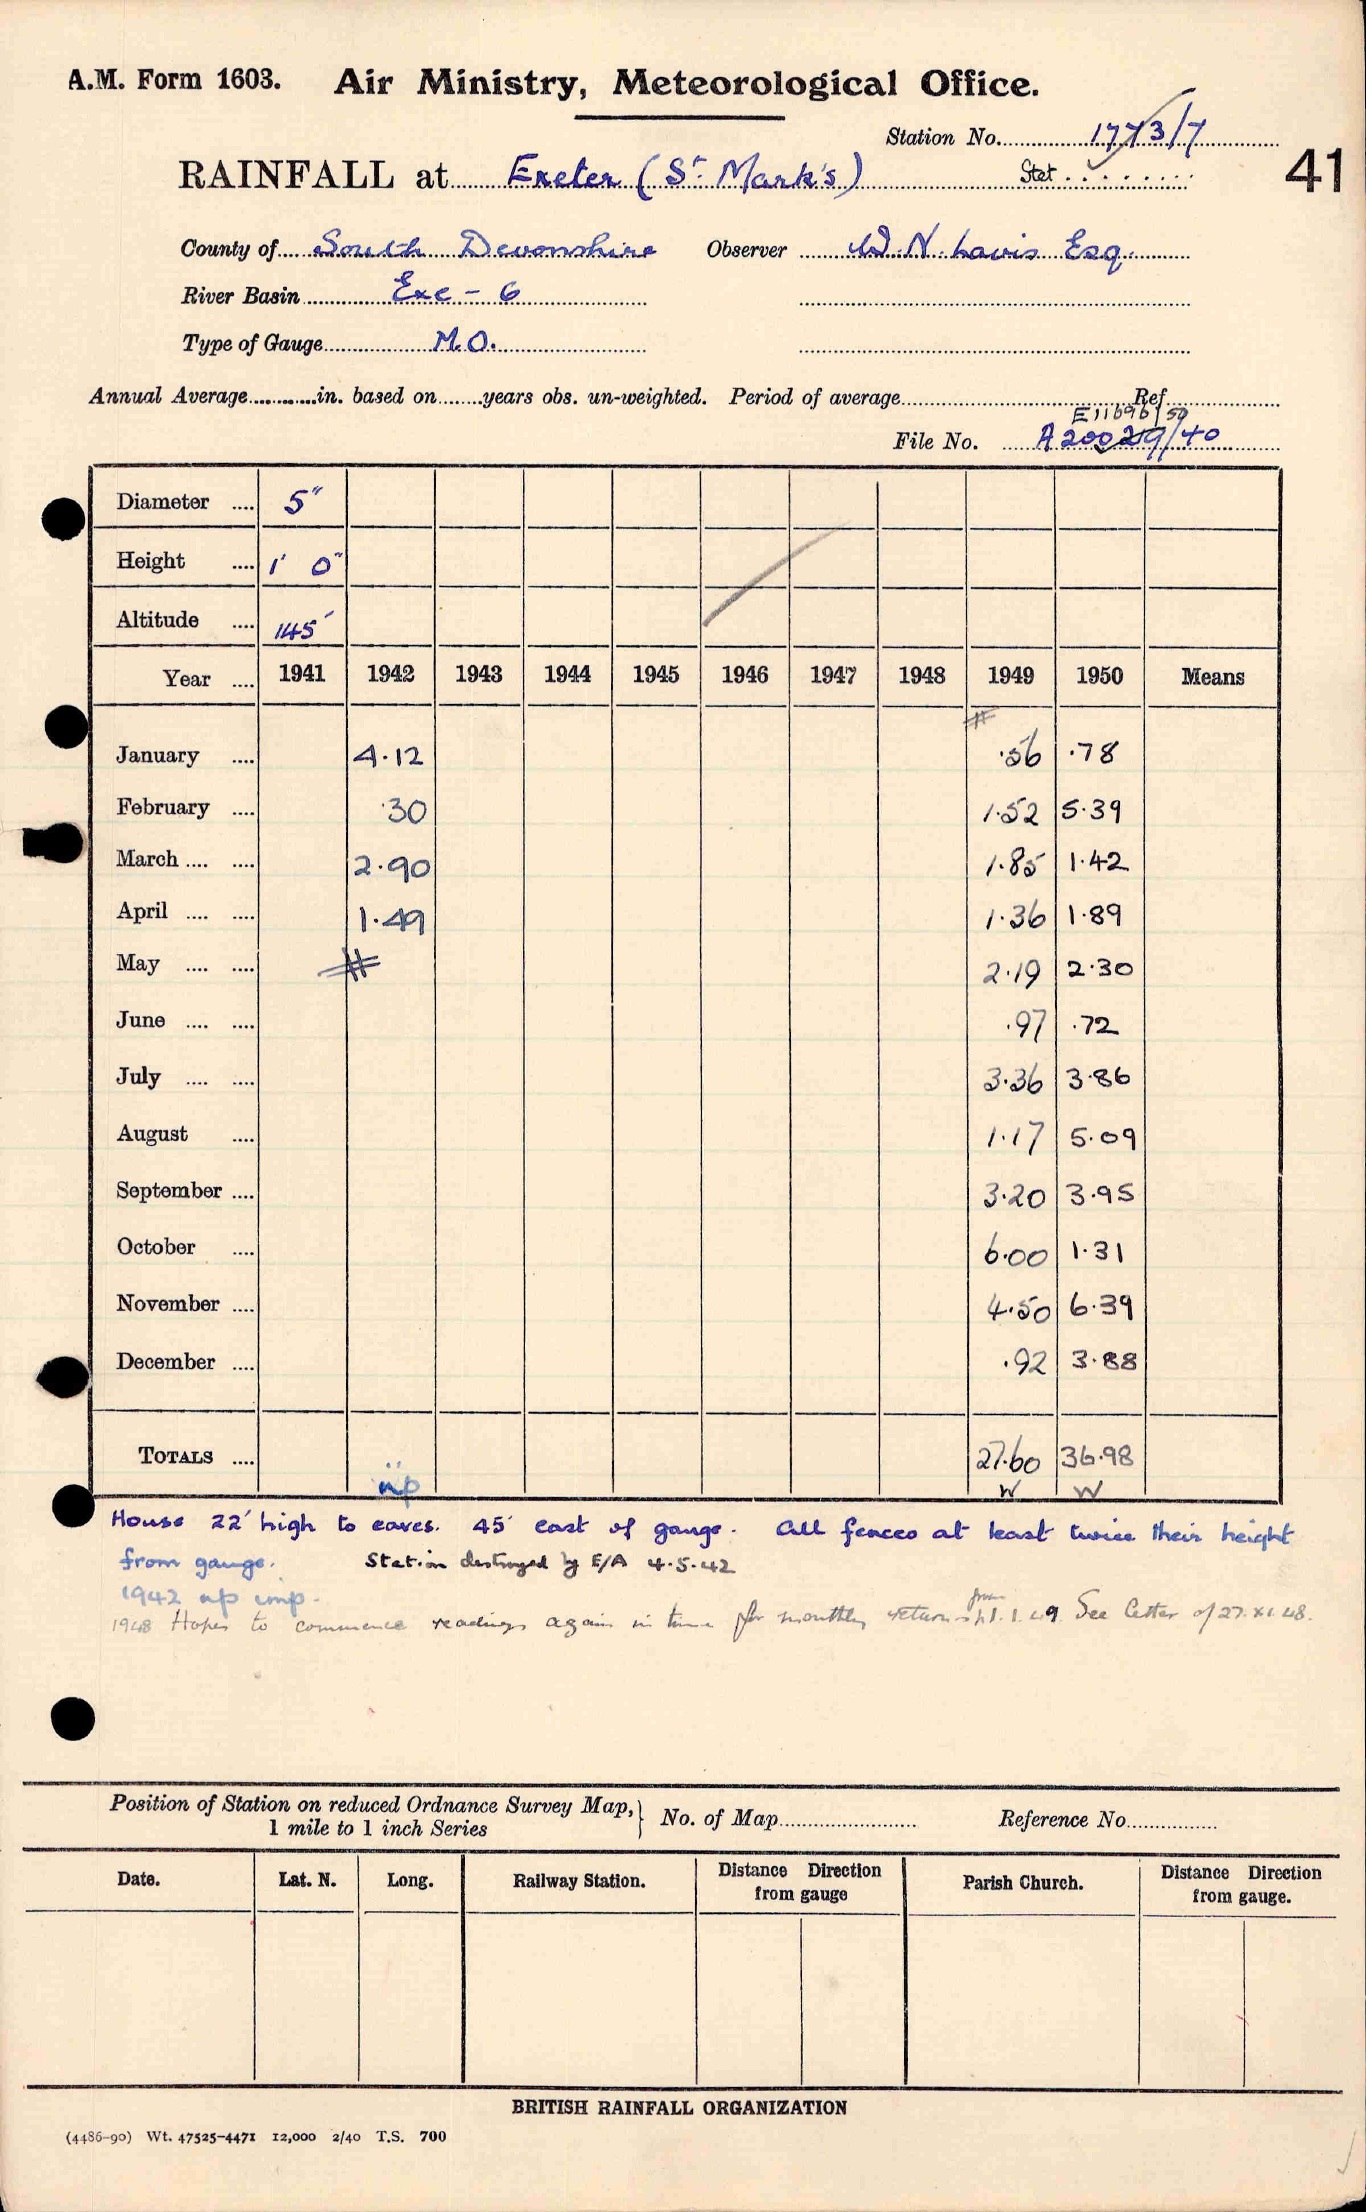 A.M. Form 1603. Air Ministry, Meteorological Office.
Station No. 1773/7
41
RAINFALL at Exeter (St Mark's) Stet
County of South Devonshire Observer W. N. Lavis Esq.
River Basin Exe - 6
Type of Gauge M.O.
Annual Average in. based on years obs. un-weighted. Period of average Ref
E11696/50
File No. A200219/40
Diameter 5"
Height 1' 0"
Altitude 145'
Year 1941 1942 1943 1944 1945 1946 1947 1948 1949 1950 Means
#
January 4.12 .56 .78
February .30 1.52 5.39
March 2.90 1.85 1.42
April 1.49 1.36 1.89
May # 2.19 2.30
June .97 .72
July 3.36 3.86
August 1.17 5.09
September 3.20 3.95
October 6.00 1.31
November 4.50 6.39
December .92 3.88
TOTALS 27.60 36.98
np W W
House 22' high to eaves. 45' east of gauge. All fences at least twice their height
from gauge. Station destroyed by E/A 4.5.42
1942 np imp.
1948 Hopes to commence readings again in time for monthly returns from 1.1.49. See letter of 27.XI.48.
Position of Station on reduced Ordnance Survey Map,} No. of Map Reference No.
1 mile to 1 inch Series
Date. Lat. N. Long. Railway Station. Distance Direction from gauge Parish Church. Distance Direction from gauge.
BRITISH RAINFALL ORGANIZATION
(4486-90) Wt. 47525-4471 12,000 2/40 T.S. 700